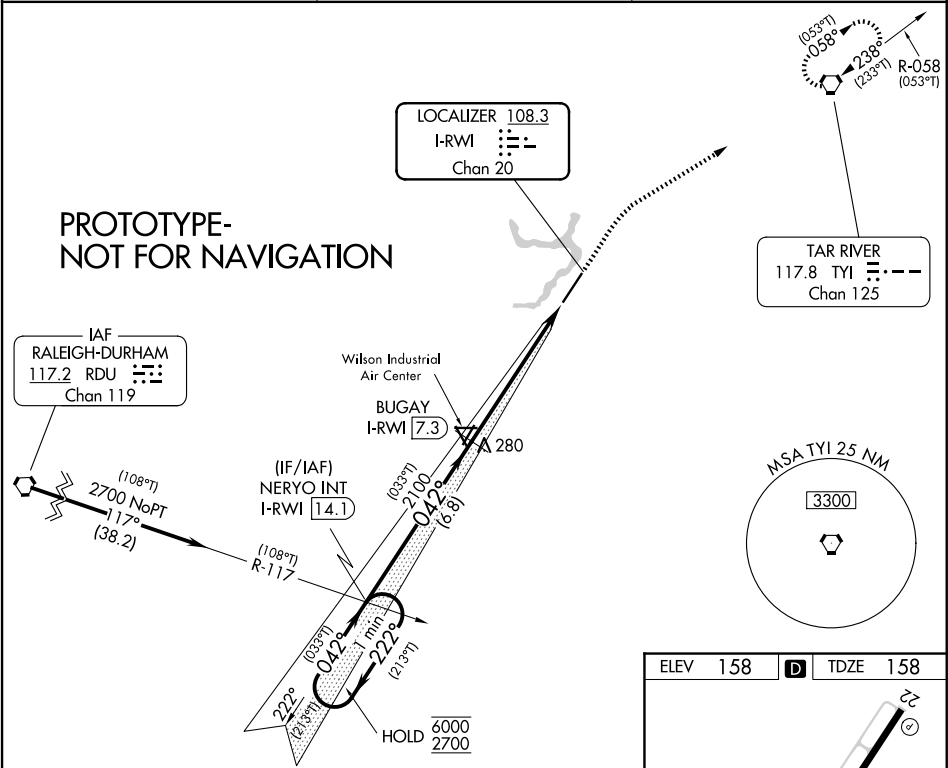 (053°T)
058°
238°
(233°T)
R-058
(053°T)
LOCALIZER 108.3
I-RWI
Chan 20
PROTOTYPE-
NOT FOR NAVIGATION
TAR RIVER
117.8 TYI
Chan 125
IAF
RALEIGH-DURHAM
117.2 RDU
Chan 119
Wilson Industrial
Air Center
BUGAY
I-RWI 7.3
280
(IF/IAF)
NERYO INT
I-RWI 14.1
(033°T)
2100
042°
(6.8)
(108°T)
2700 NoPT
117°
(38.2)
(108°T)
R-117
MSA TYI 25 NM
3300
(033°T)
042°
1 min
222°
(213°T)
222°
(213°T)
HOLD 6000
2700
ELEV 158 D TDZE 158
22
P